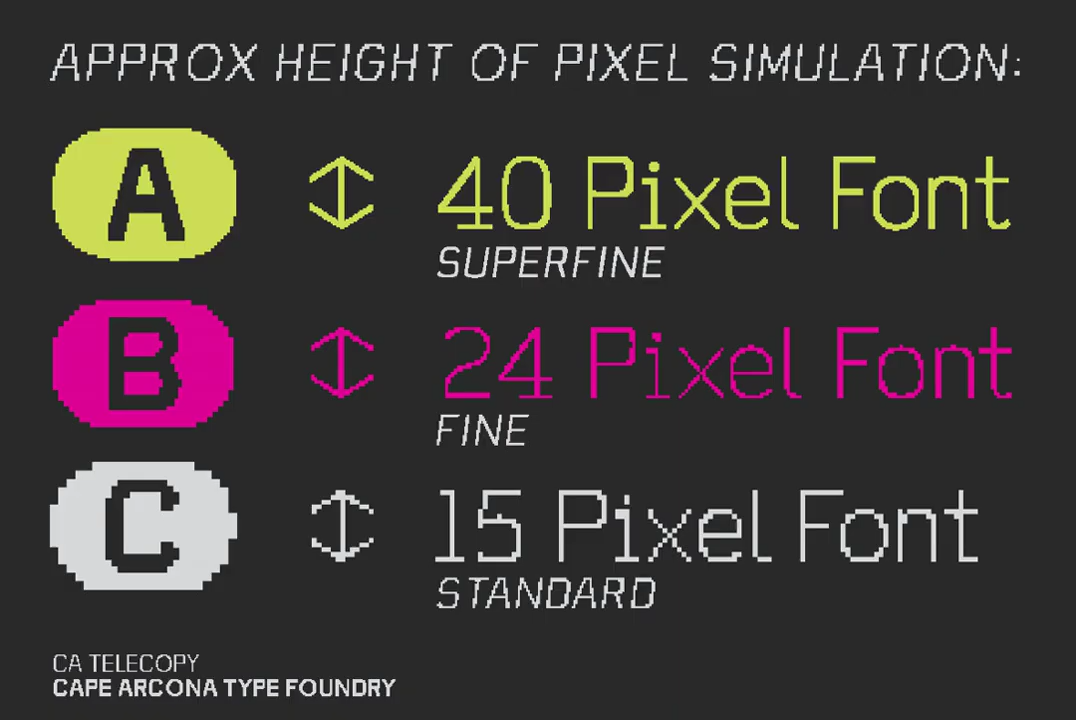 APPROX HEIGHT OF PIXEL SIMULATION:
A ↕ 40 Pixel Font
SUPERFINE
B ↕ 24 Pixel Font
FINE
C ↕ 15 Pixel Font
STANDARD
CA TELECOPY
CAPE ARCONA TYPE FOUNDRY